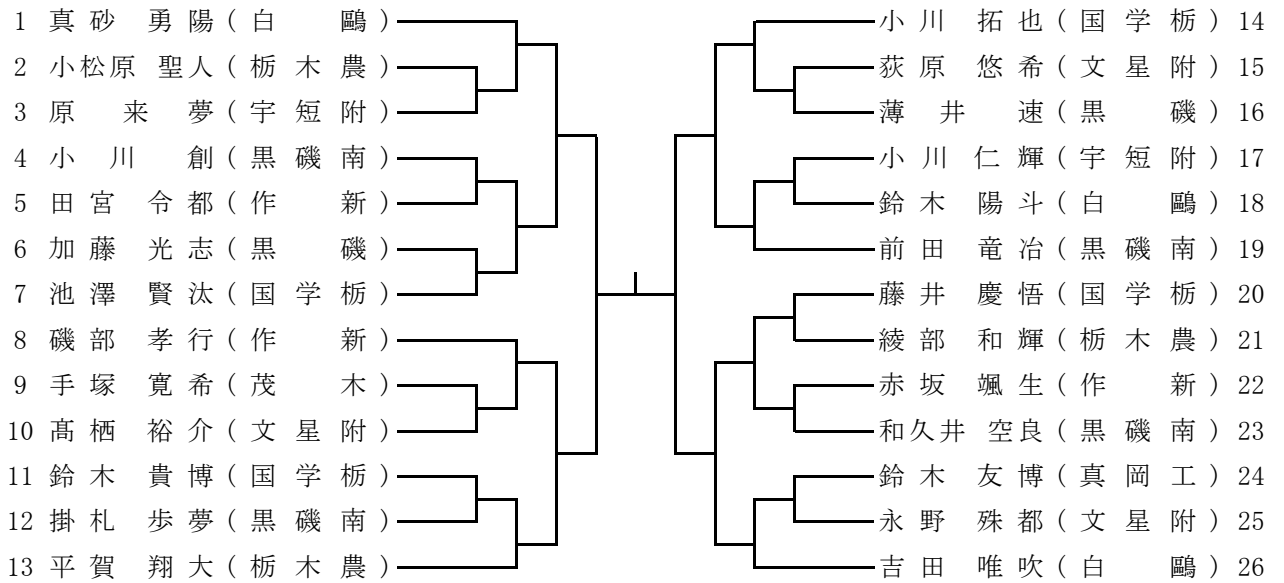 1 真砂 勇陽(白 鷗)
2 小松原 聖人(栃木農)
3 原 来夢(宇短附)
4 小川 創(黒磯南)
5 田宮 令都(作 新)
6 加藤 光志(黒 磯)
7 池澤 賢汰(国学栃)
8 磯部 孝行(作 新)
9 手塚 寛希(茂 木)
10 髙栖 裕介(文星附)
11 鈴木 貴博(国学栃)
12 掛札 歩夢(黒磯南)
13 平賀 翔大(栃木農)
小川 拓也(国学栃) 14
荻原 悠希(文星附) 15
薄井 速(黒 磯) 16
小川 仁輝(宇短附) 17
鈴木 陽斗(白 鷗) 18
前田 竜冶(黒磯南) 19
藤井 慶悟(国学栃) 20
綾部 和輝(栃木農) 21
赤坂 颯生(作 新) 22
和久井 空良(黒磯南) 23
鈴木 友博(真岡工) 24
永野 殊都(文星附) 25
吉田 唯吹(白 鷗) 26